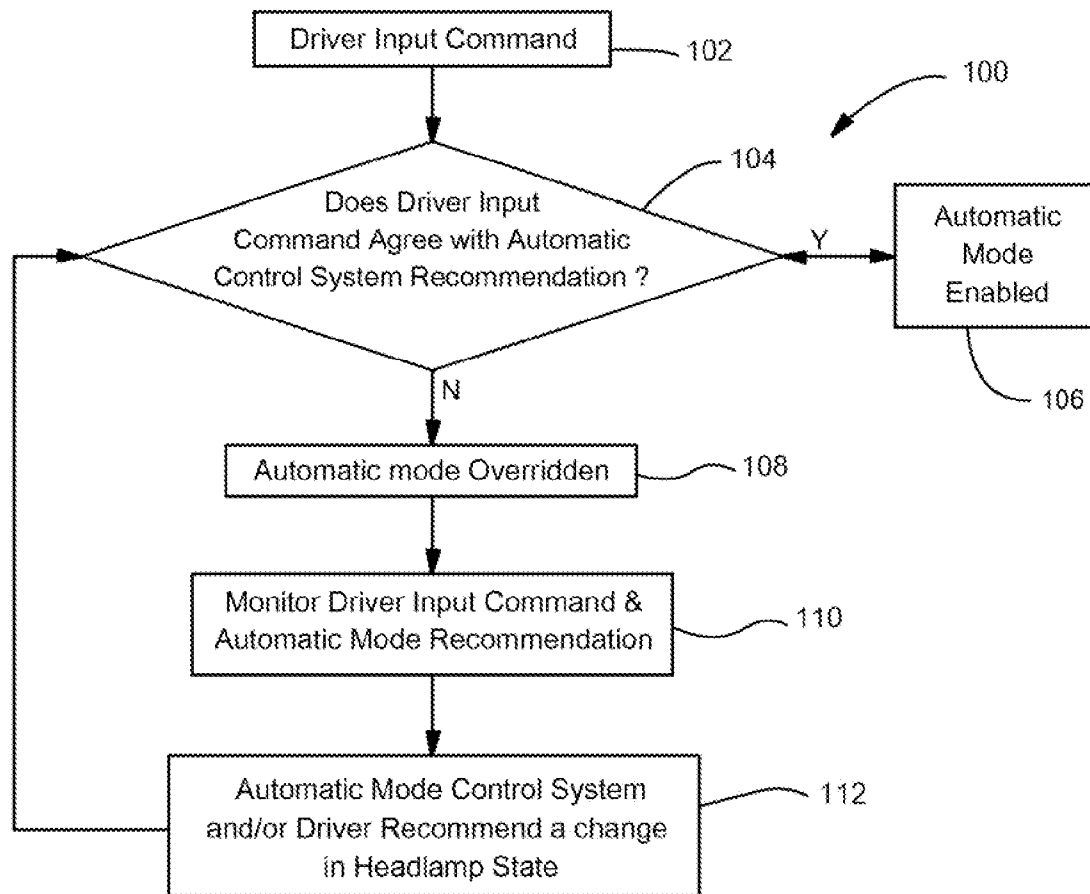 Driver Input Command
102
100
104
Does Driver Input
Command Agree with Automatic
Control System Recommendation ?
Y
Automatic
Mode
Enabled
106
N
Automatic mode Overridden
108
Monitor Driver Input Command &
Automatic Mode Recommendation
110
Automatic Mode Control System
and/or Driver Recommend a change
in Headlamp State
112